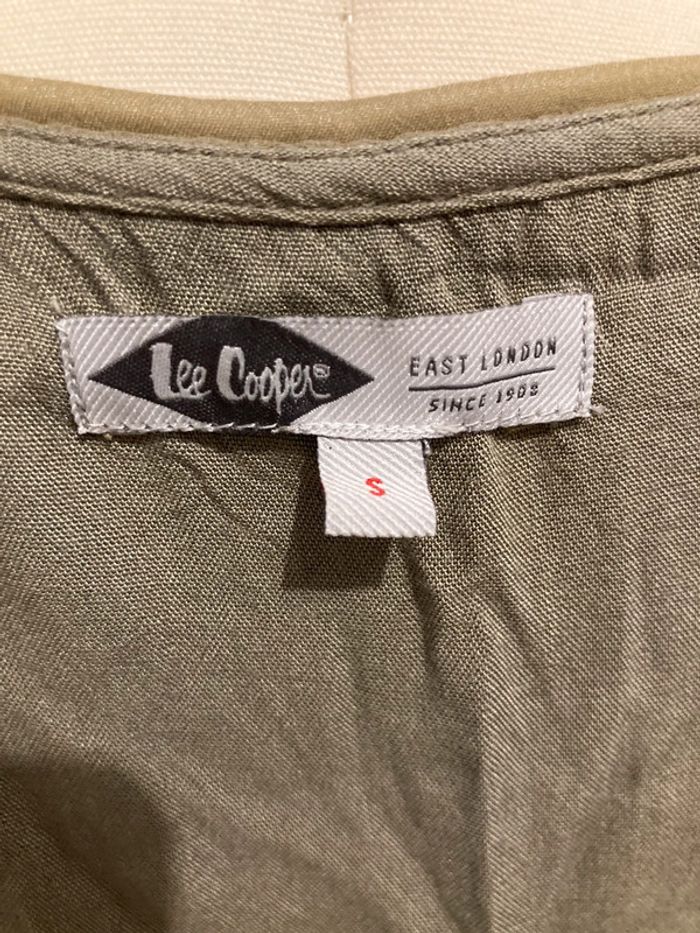 Lee Cooper®
EAST LONDON
SINCE 1908
S